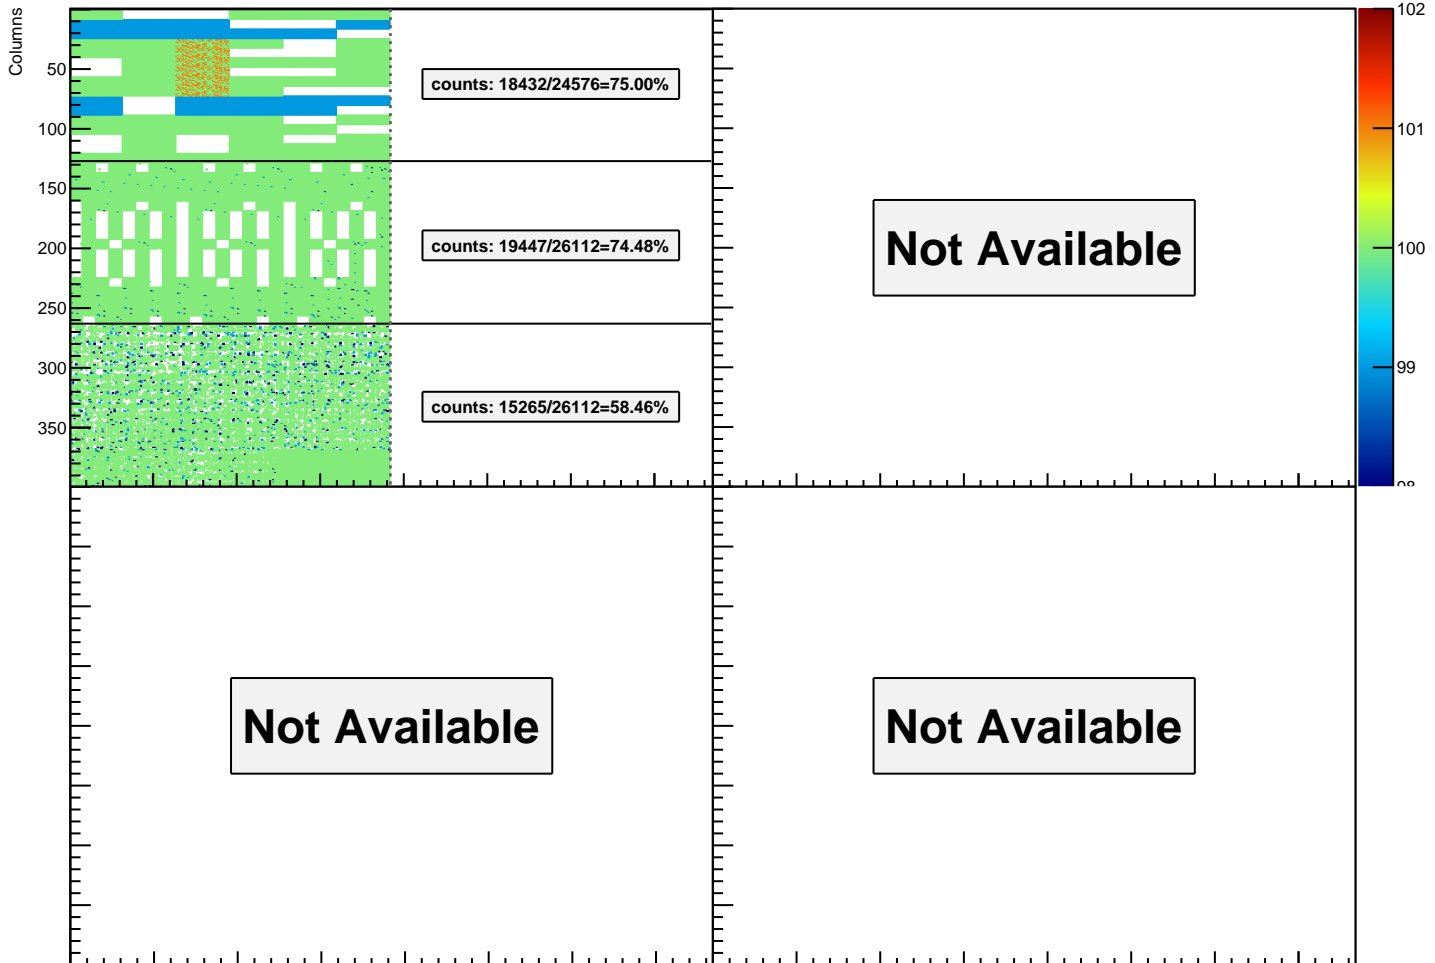 Columns
50
100
150
200
250
300
350
counts: 18432/24576=75.00%
counts: 19447/26112=74.48%
counts: 15265/26112=58.46%
Not Available
102
101
100
99
98
Not Available
Not Available